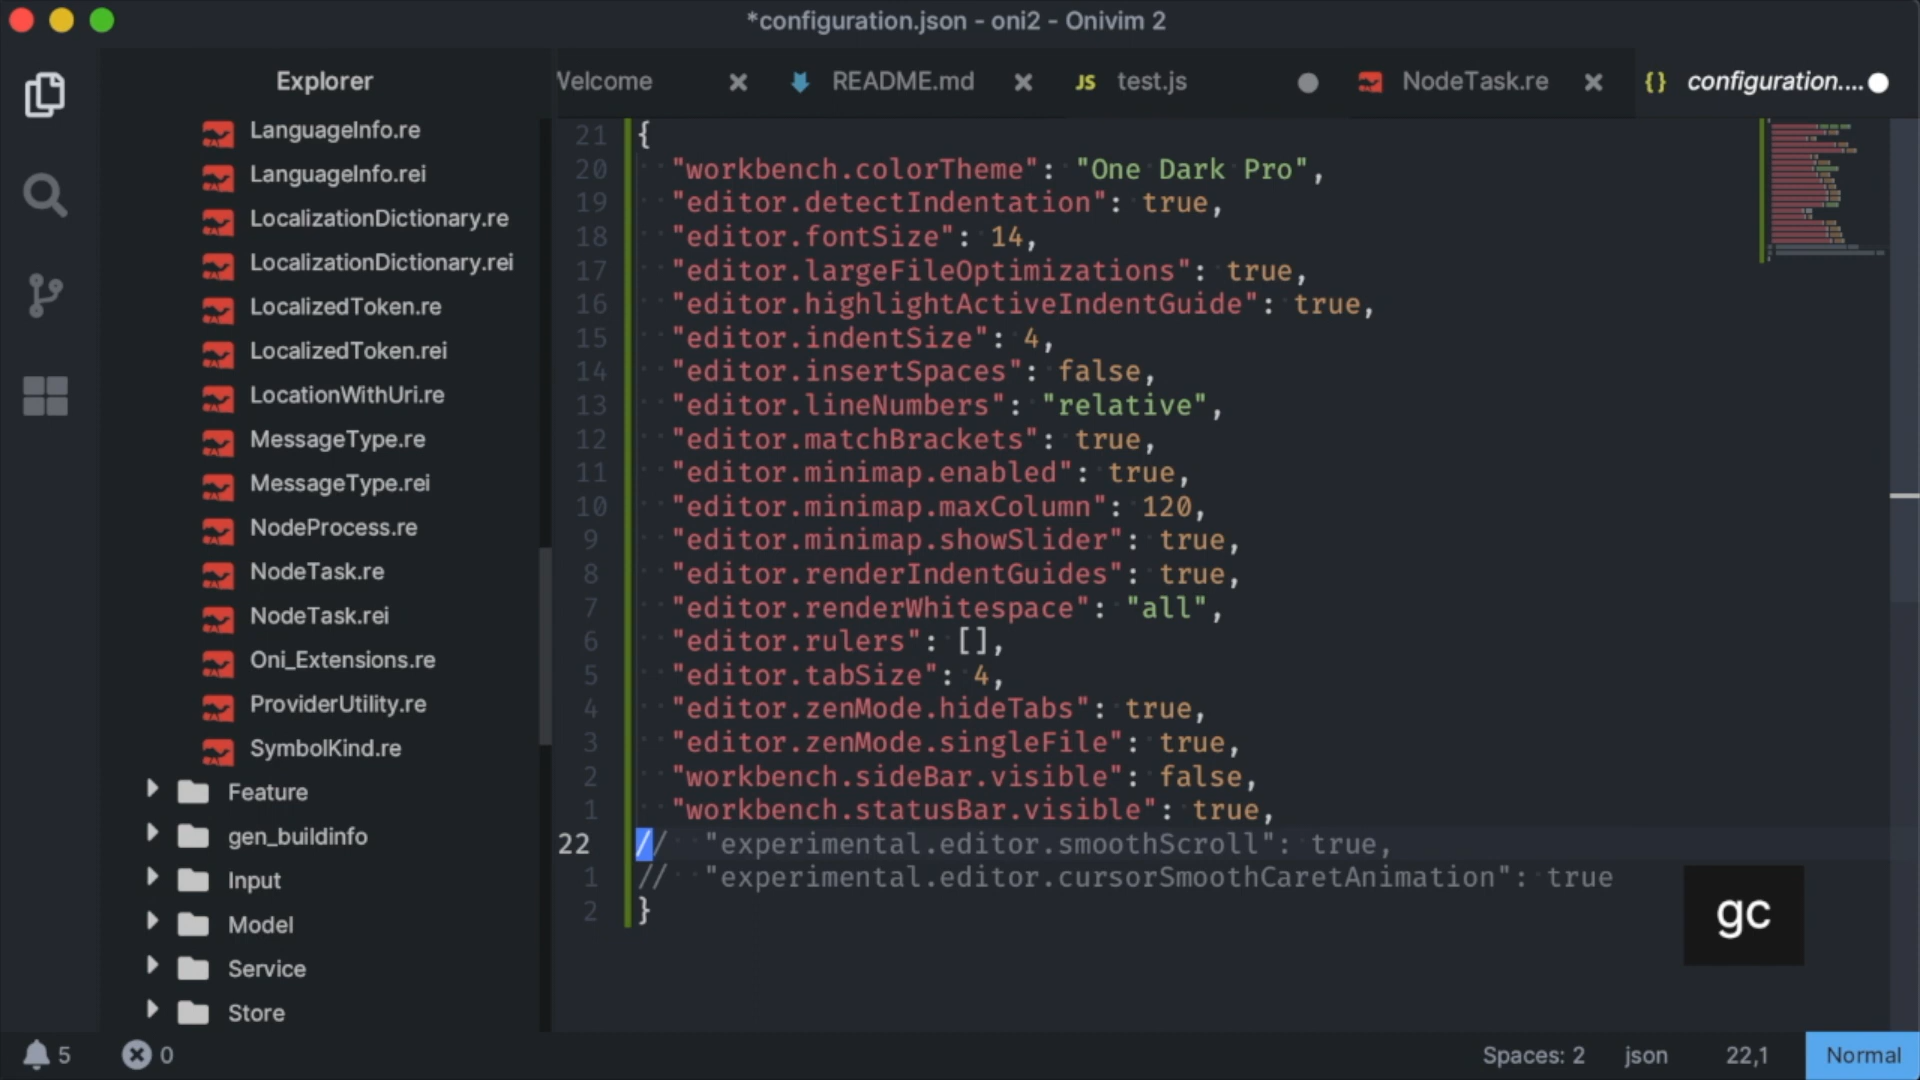 *configuration.json - oni2 - Onivim 2
Explorer
Welcome
README.md
JS test.js
NodeTask.re
{} configuration....
LanguageInfo.re
LanguageInfo.rei
LocalizationDictionary.re
LocalizationDictionary.rei
LocalizedToken.re
LocalizedToken.rei
LocationWithUri.re
MessageType.re
MessageType.rei
NodeProcess.re
NodeTask.re
NodeTask.rei
Oni_Extensions.re
ProviderUtility.re
SymbolKind.re
Feature
gen_buildinfo
Input
Model
Service
Store
21 {
20 "workbench.colorTheme": "One Dark Pro",
19 "editor.detectIndentation": true,
18 "editor.fontSize": 14,
17 "editor.largeFileOptimizations": true,
16 "editor.highlightActiveIndentGuide": true,
15 "editor.indentSize": 4,
14 "editor.insertSpaces": false,
13 "editor.lineNumbers": "relative",
12 "editor.matchBrackets": true,
11 "editor.minimap.enabled": true,
10 "editor.minimap.maxColumn": 120,
9 "editor.minimap.showSlider": true,
8 "editor.renderIndentGuides": true,
7 "editor.renderWhitespace": "all",
6 "editor.rulers": [],
5 "editor.tabSize": 4,
4 "editor.zenMode.hideTabs": true,
3 "editor.zenMode.singleFile": true,
2 "workbench.sideBar.visible": false,
1 "workbench.statusBar.visible": true,
22 // "experimental.editor.smoothScroll": true,
1 // "experimental.editor.cursorSmoothCaretAnimation": true
2 }
gc
5
0
Spaces: 2
json
22,1
Normal